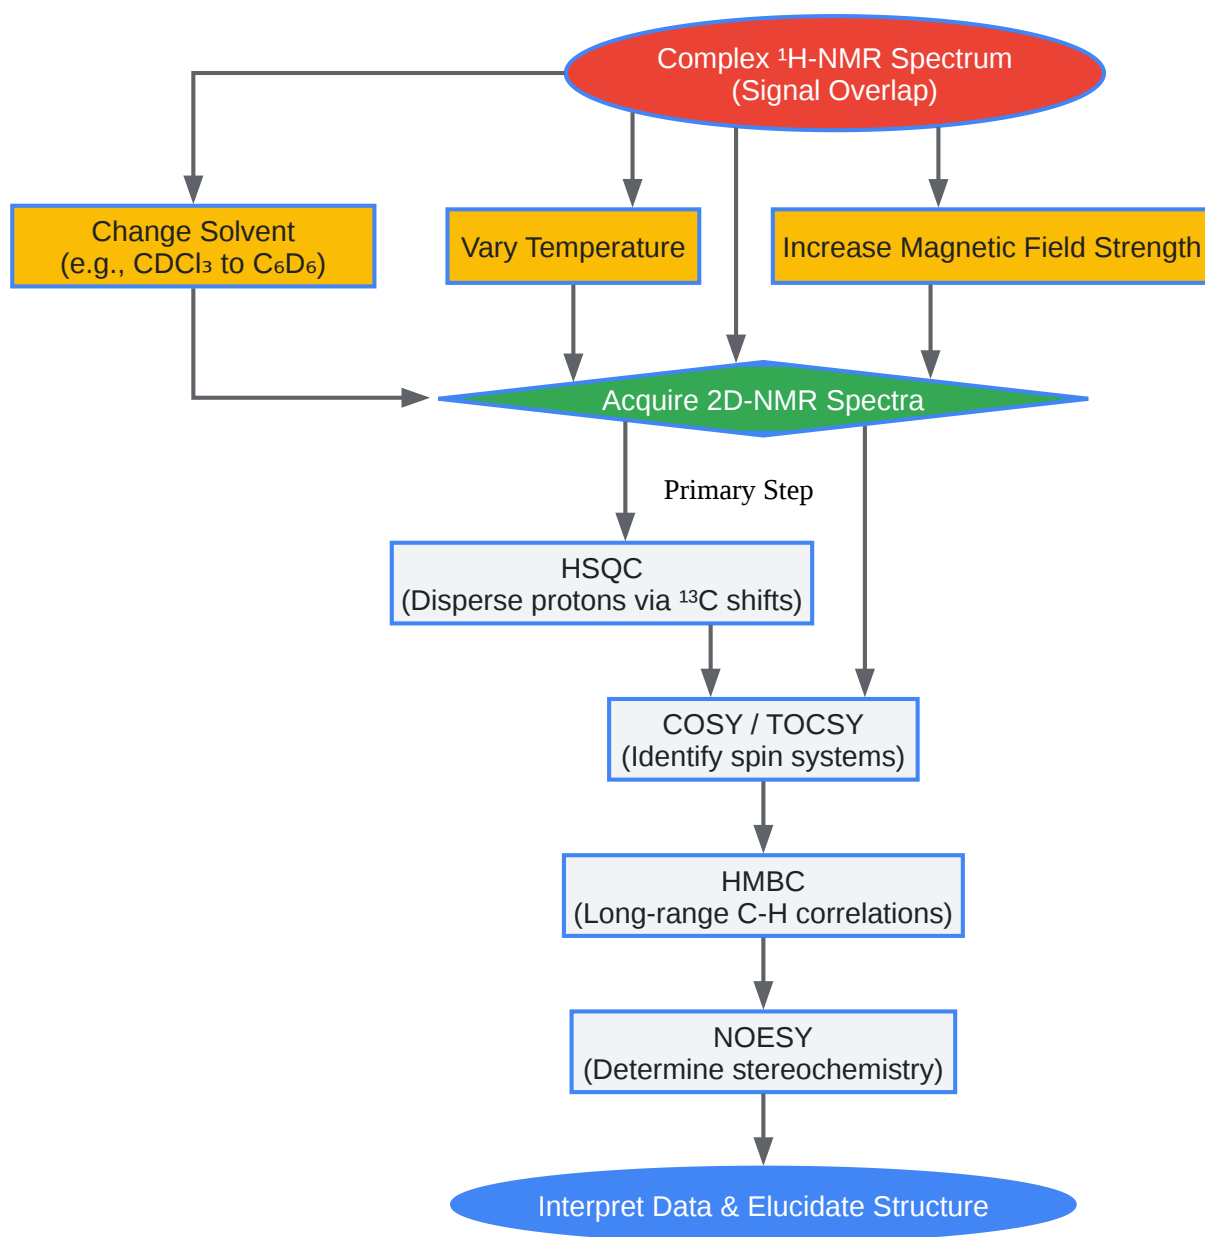 Complex ¹H-NMR Spectrum
(Signal Overlap)
Change Solvent
(e.g., CDCl₃ to C₆D₆)
Vary Temperature
Increase Magnetic Field Strength
Acquire 2D-NMR Spectra
Primary Step
HSQC
(Disperse protons via ¹³C shifts)
COSY / TOCSY
(Identify spin systems)
HMBC
(Long-range C-H correlations)
NOESY
(Determine stereochemistry)
Interpret Data & Elucidate Structure